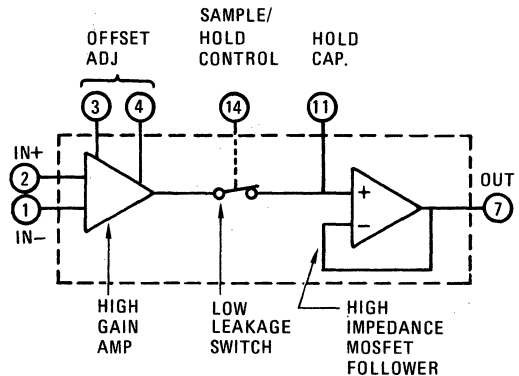 SAMPLE/
HOLD
CONTROL
OFFSET
ADJ
HOLD
CAP.
3
4
14
11
IN+
2
1
IN-
+
-
OUT
7
HIGH
GAIN
AMP
LOW
LEAKAGE
SWITCH
HIGH
IMPEDANCE
MOSFET
FOLLOWER